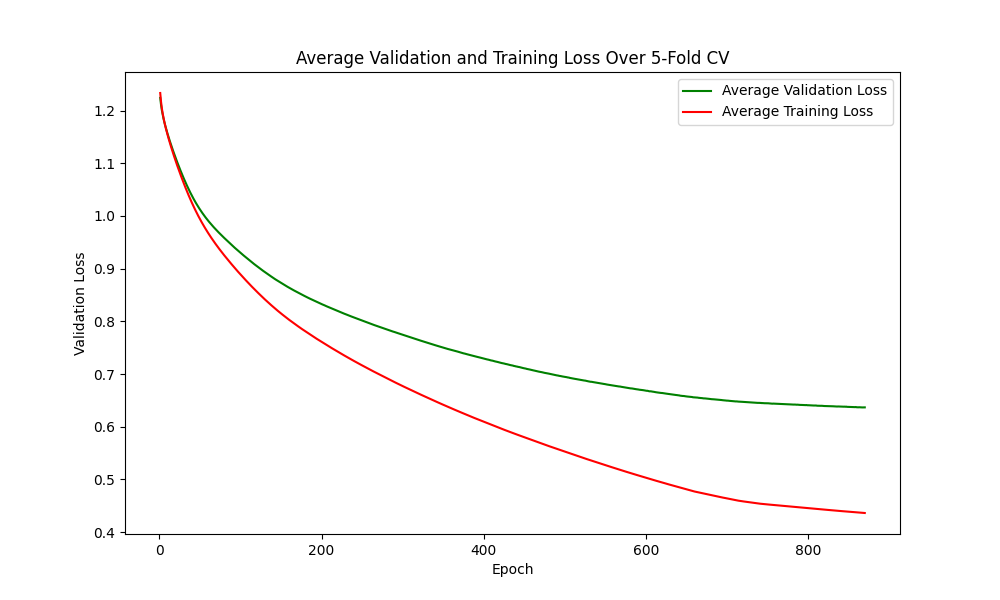 Average Validation and Training Loss Over 5-Fold CV
Average Validation Loss
Average Training Loss
Validation Loss
1.2
1.1
1.0
0.9
0.8
0.7
0.6
0.5
0.4
0
200
400
600
800
Epoch